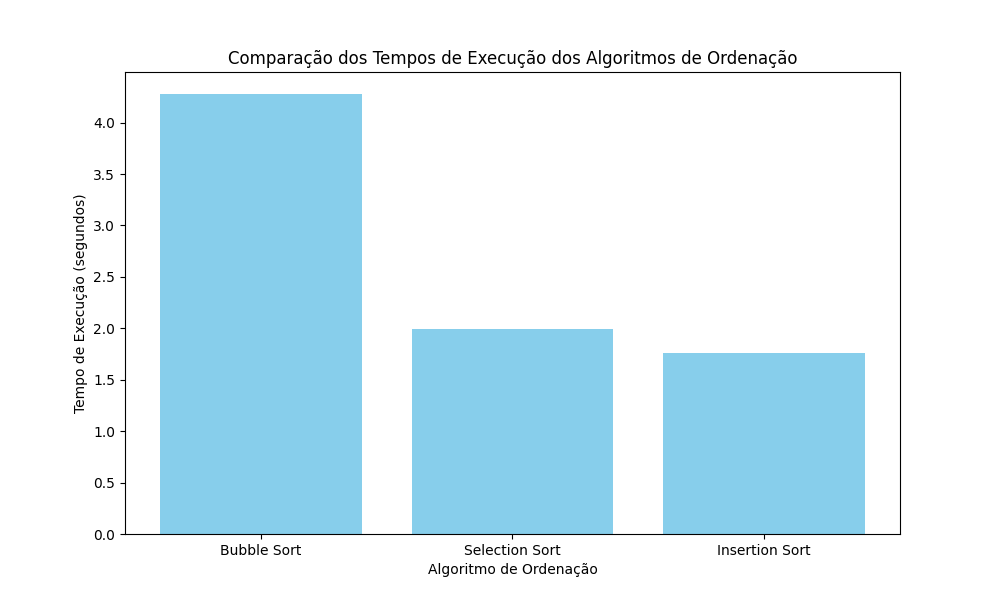 Comparação dos Tempos de Execução dos Algoritmos de Ordenação
Tempo de Execução (segundos)
4.0
3.5
3.0
2.5
2.0
1.5
1.0
0.5
0.0
Bubble Sort
Selection Sort
Insertion Sort
Algoritmo de Ordenação